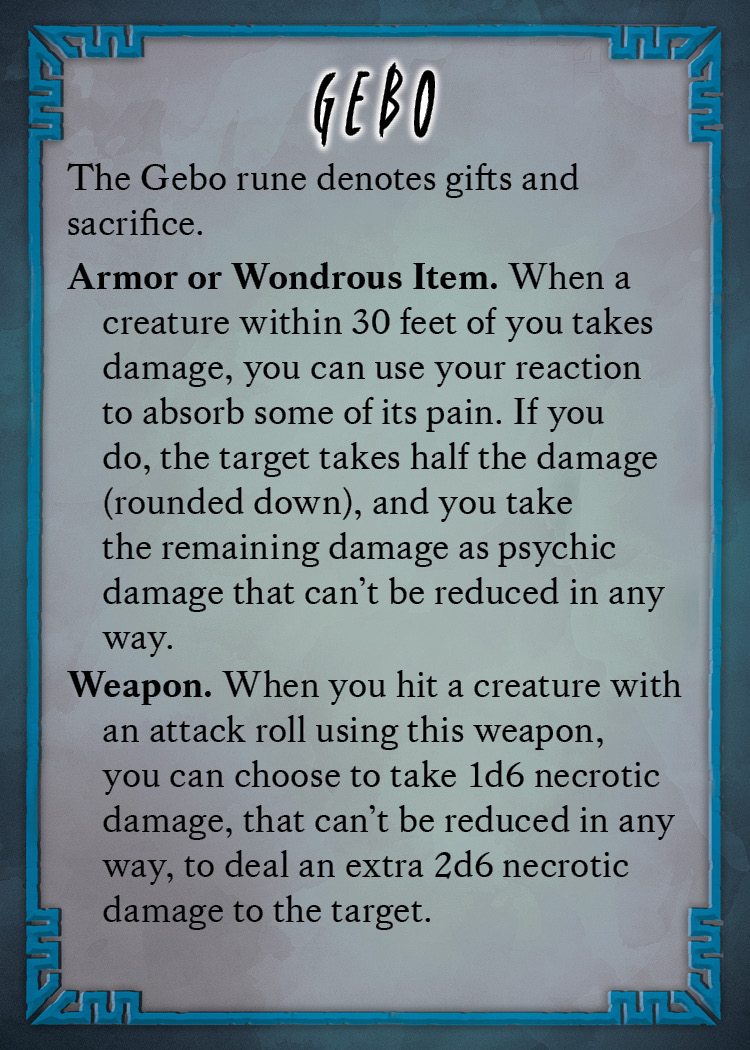 GEBO
The Gebo rune denotes gifts and
sacrifice.
Armor or Wondrous Item. When a
creature within 30 feet of you takes
damage, you can use your reaction
to absorb some of its pain. If you
do, the target takes half the damage
(rounded down), and you take
the remaining damage as psychic
damage that can’t be reduced in any
way.
Weapon. When you hit a creature with
an attack roll using this weapon,
you can choose to take 1d6 necrotic
damage, that can’t be reduced in any
way, to deal an extra 2d6 necrotic
damage to the target.